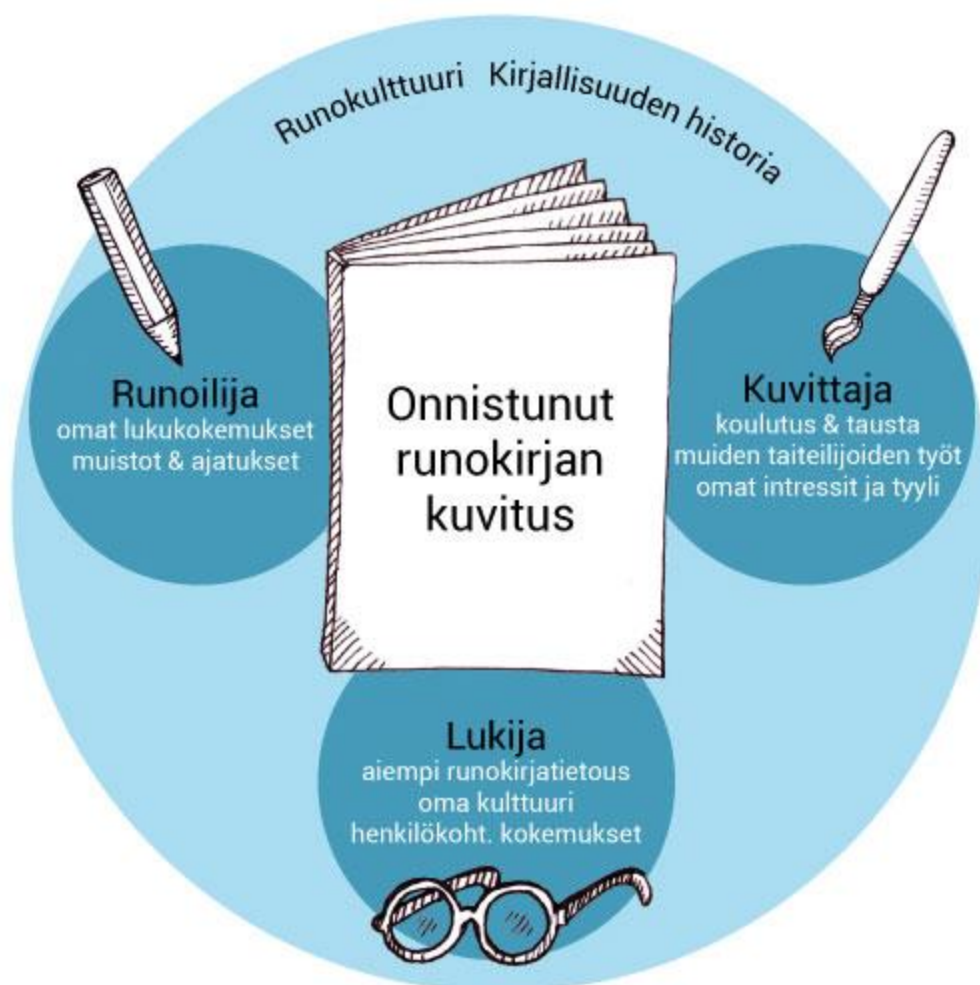 Runokulttuuri Kirjallisuuden historia
Runoilija
omat lukukokemukset
muistot & ajatukset
Onnistunut
runokirjan
kuvitus
Kuvittaja
koulutus & tausta
muiden taiteilijoiden työt
omat intressit ja tyyli
Lukija
aiempi runokirjatietous
oma kulttuuri
henkilökoht. kokemukset